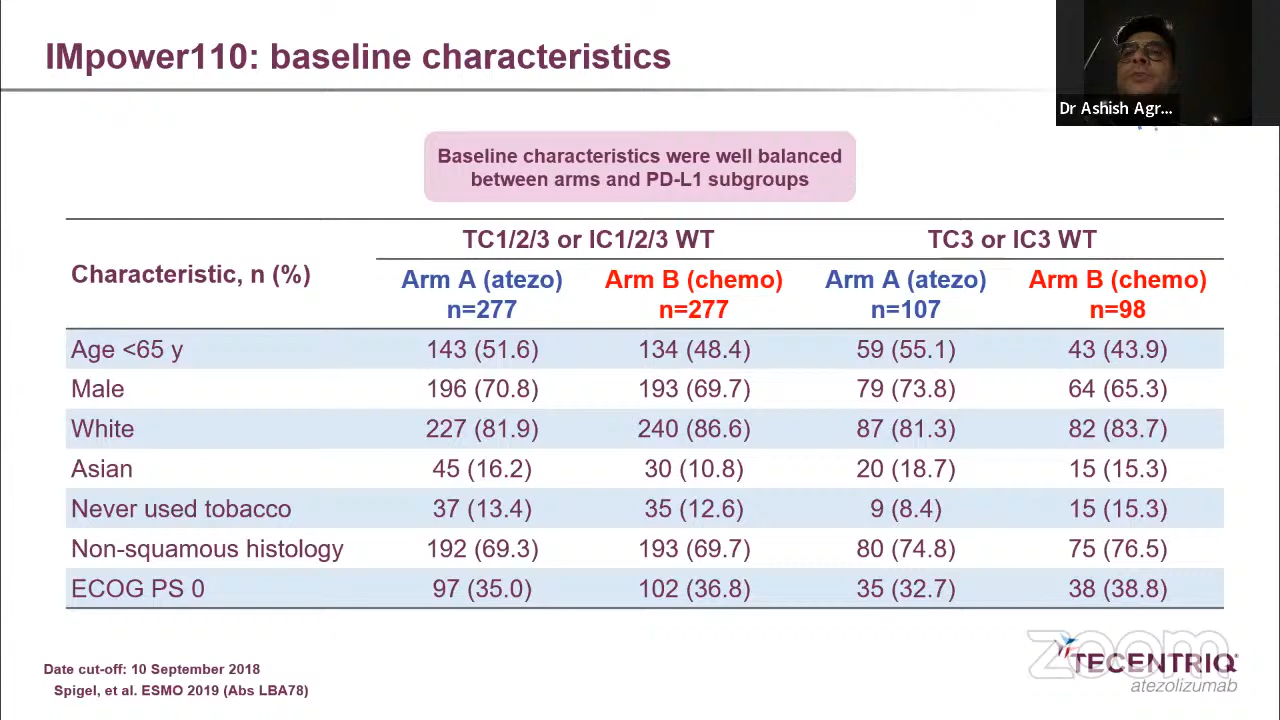 IMpower110: baseline characteristics
Dr Ashish Agr...
Baseline characteristics were well balanced
between arms and PD-L1 subgroups
TC1/2/3 or IC1/2/3 WT TC3 or IC3 WT
Characteristic, n (%) Arm A (atezo) n=277 Arm B (chemo) n=277 Arm A (atezo) n=107 Arm B (chemo) n=98
Age <65 y 143 (51.6) 134 (48.4) 59 (55.1) 43 (43.9)
Male 196 (70.8) 193 (69.7) 79 (73.8) 64 (65.3)
White 227 (81.9) 240 (86.6) 87 (81.3) 82 (83.7)
Asian 45 (16.2) 30 (10.8) 20 (18.7) 15 (15.3)
Never used tobacco 37 (13.4) 35 (12.6) 9 (8.4) 15 (15.3)
Non-squamous histology 192 (69.3) 193 (69.7) 80 (74.8) 75 (76.5)
ECOG PS 0 97 (35.0) 102 (36.8) 35 (32.7) 38 (38.8)
Date cut-off: 10 September 2018
Spigel, et al. ESMO 2019 (Abs LBA78)
zoom
TECENTRIQ®
atezolizumab